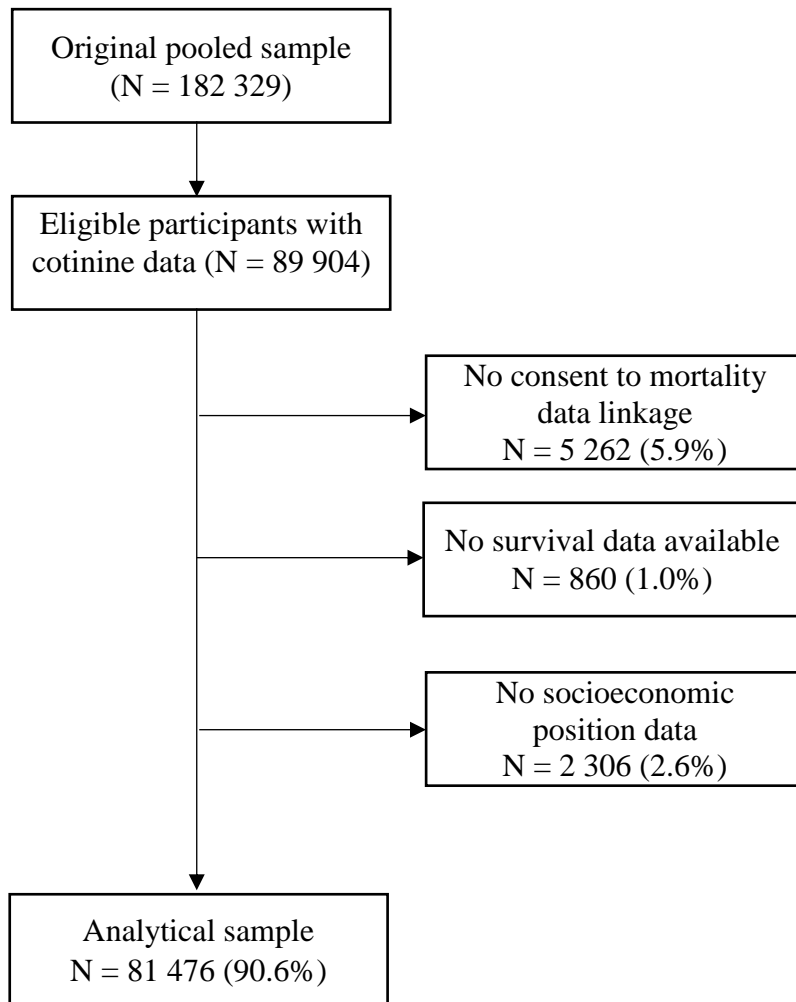 Original pooled sample
(N = 182 329)
Eligible participants with
cotinine data (N = 89 904)
No consent to mortality
data linkage
N = 5 262 (5.9%)
No survival data available
N = 860 (1.0%)
No socioeconomic
position data
N = 2 306 (2.6%)
Analytical sample
N = 81 476 (90.6%)